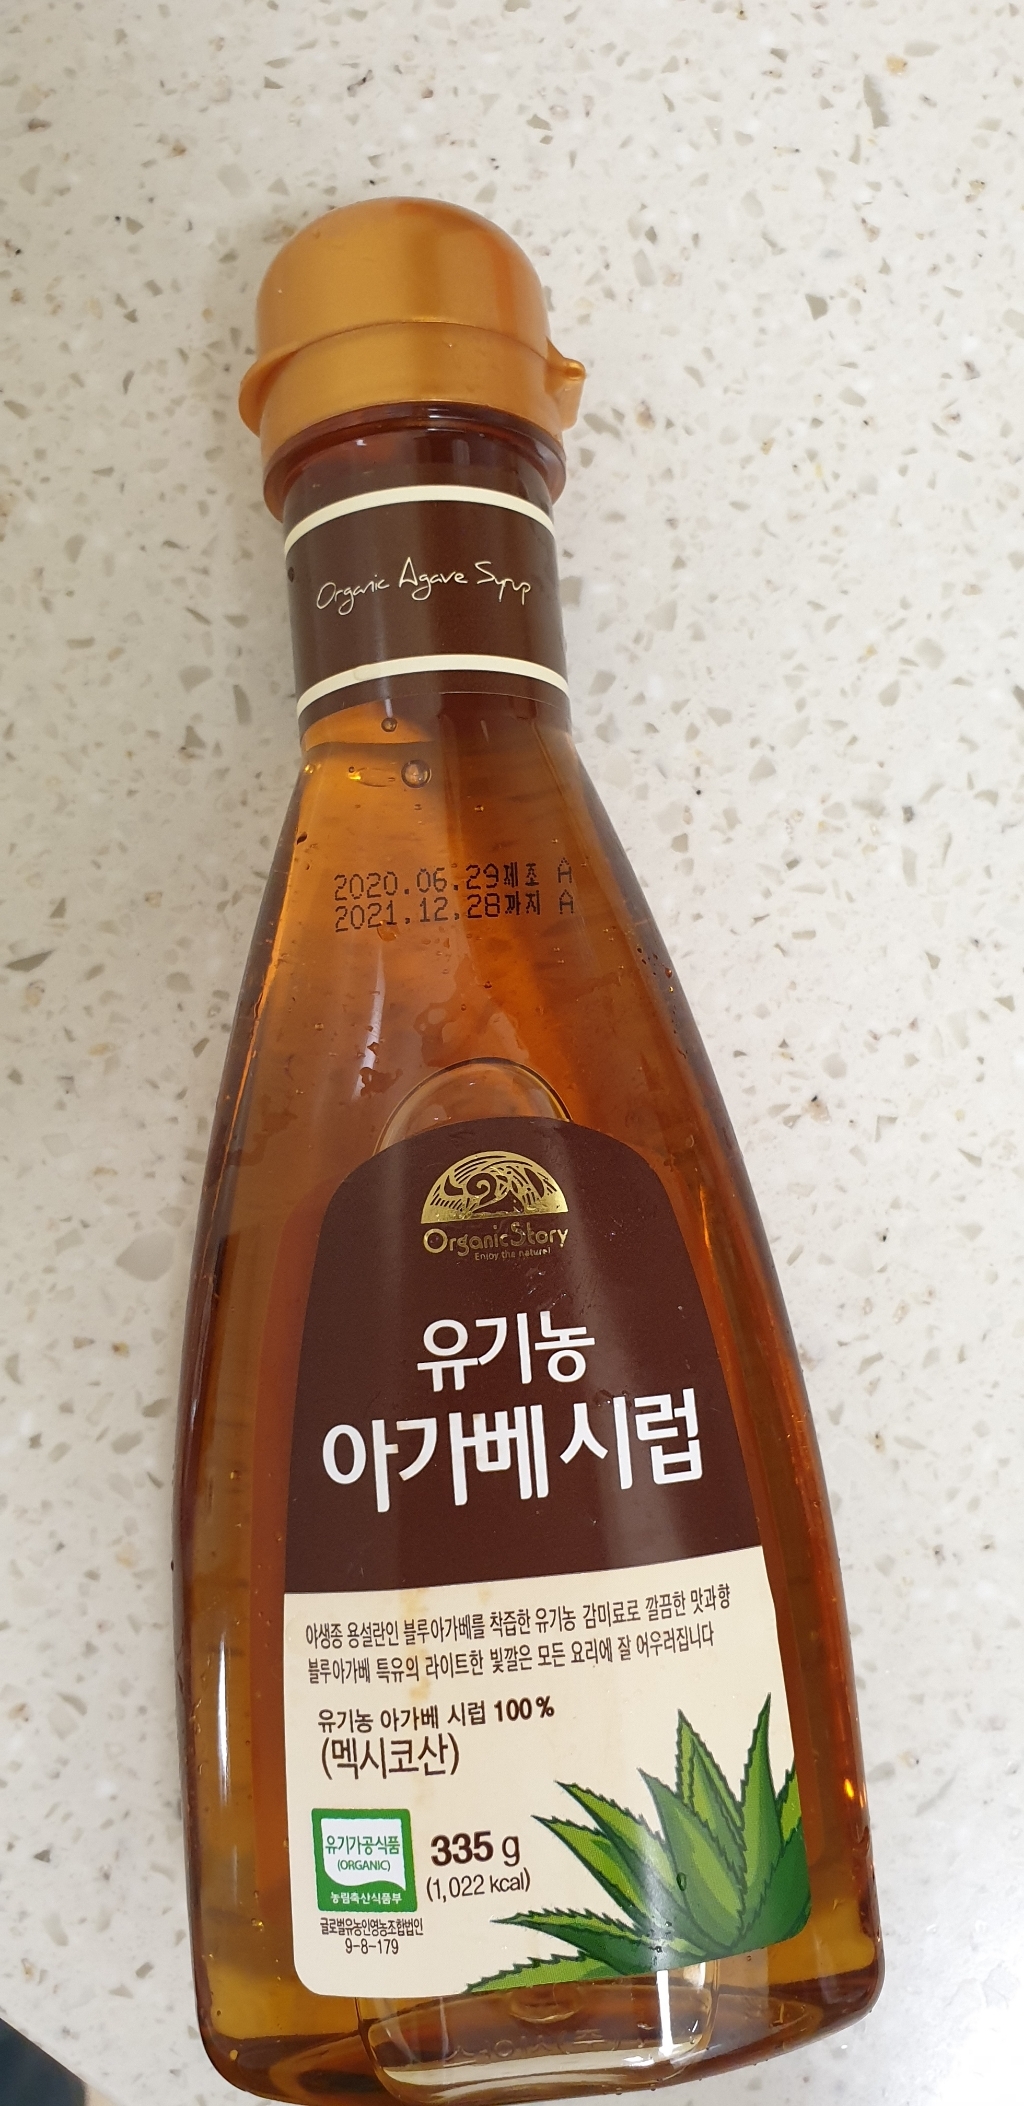 Organic Agave Syrup
2020.06.29제조 A
2021.12.28까지 A
OrganicStory
Enjoy the nature!
유기농
아가베 시럽
야생종 용설란인 블루아가베를 착즙한 유기농 감미료로 깔끔한 맛과 향
블루아가베 특유의 라이트한 빛깔은 모든 요리에 잘 어우러집니다
유기농 아가베 시럽 100%
(멕시코산)
유기가공식품
(ORGANIC)
농림축산식품부
335 g
(1,022 kcal)
글로벌유농인영농조합법인
9-8-179